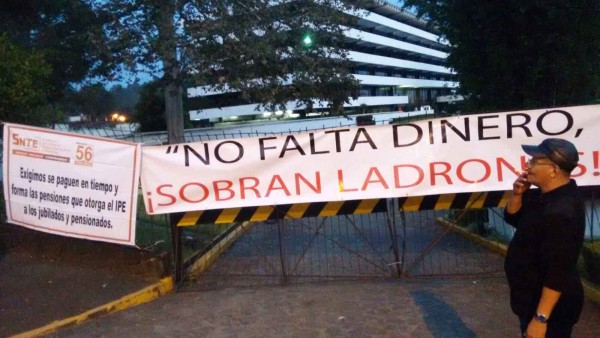 SNTE
56
Exigimos se paguen en tiempo y
forma las pensiones que otorga el IPE
a los jubilados y pensionados.
"NO FALTA DINERO,
¡SOBRAN LADRONES!